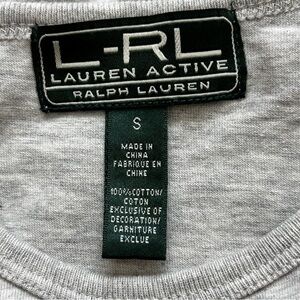 L-RL
LAUREN ACTIVE
RALPH LAUREN
S
MADE IN
CHINA
FABRIQUE EN
CHINE
100%COTTON/
COTON
EXCLUSIVE OF
DECORATION/
GARNITURE
EXCLUE